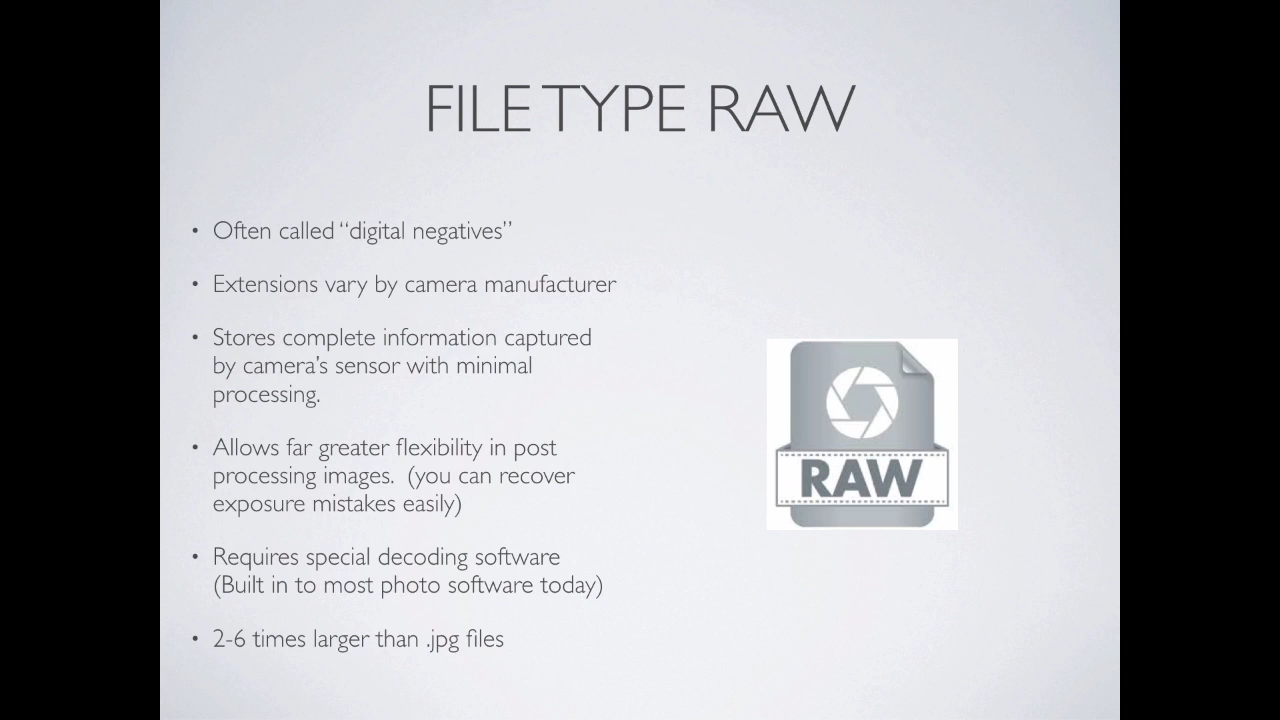 FILE TYPE RAW
• Often called “digital negatives”
• Extensions vary by camera manufacturer
• Stores complete information captured
by camera’s sensor with minimal
processing.
• Allows far greater flexibility in post
processing images.  (you can recover
exposure mistakes easily)
• Requires special decoding software
(Built in to most photo software today)
• 2-6 times larger than .jpg files
RAW